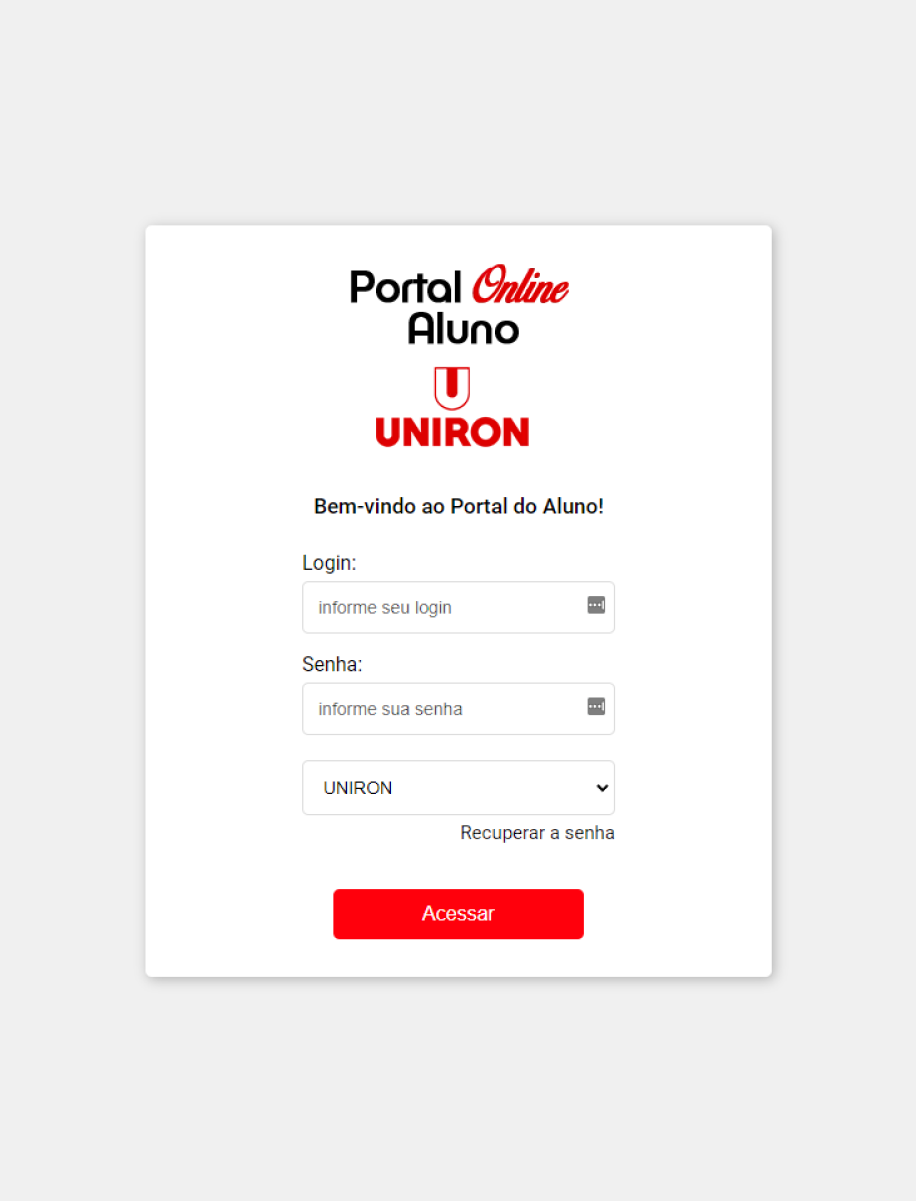 Portal Online
Aluno
UNIRON
Bem-vindo ao Portal do Aluno!
Login:
informe seu login
Senha:
informe sua senha
UNIRON
Recuperar a senha
Acessar